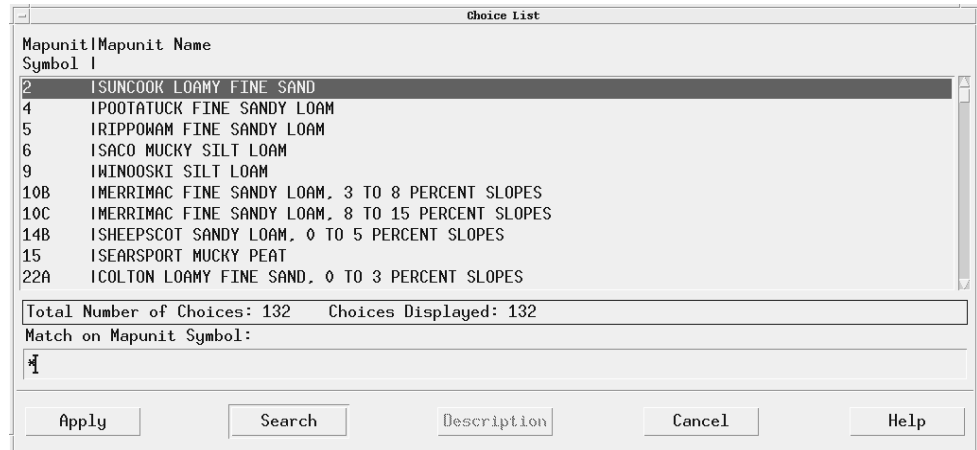 Choice List
Mapunit|Mapunit Name
Symbol |
2 |SUNCOOK LOAMY FINE SAND
4 |POOTATUCK FINE SANDY LOAM
5 |RIPPOWAM FINE SANDY LOAM
6 |SACO MUCKY SILT LOAM
9 |WINOOSKI SILT LOAM
10B |MERRIMAC FINE SANDY LOAM, 3 TO 8 PERCENT SLOPES
10C |MERRIMAC FINE SANDY LOAM, 8 TO 15 PERCENT SLOPES
14B |SHEEPSCOT SANDY LOAM, 0 TO 5 PERCENT SLOPES
15 |SEARSPORT MUCKY PEAT
22A |COLTON LOAMY FINE SAND, 0 TO 3 PERCENT SLOPES
Total Number of Choices: 132 Choices Displayed: 132
Match on Mapunit Symbol:
*
Apply Search Description Cancel Help